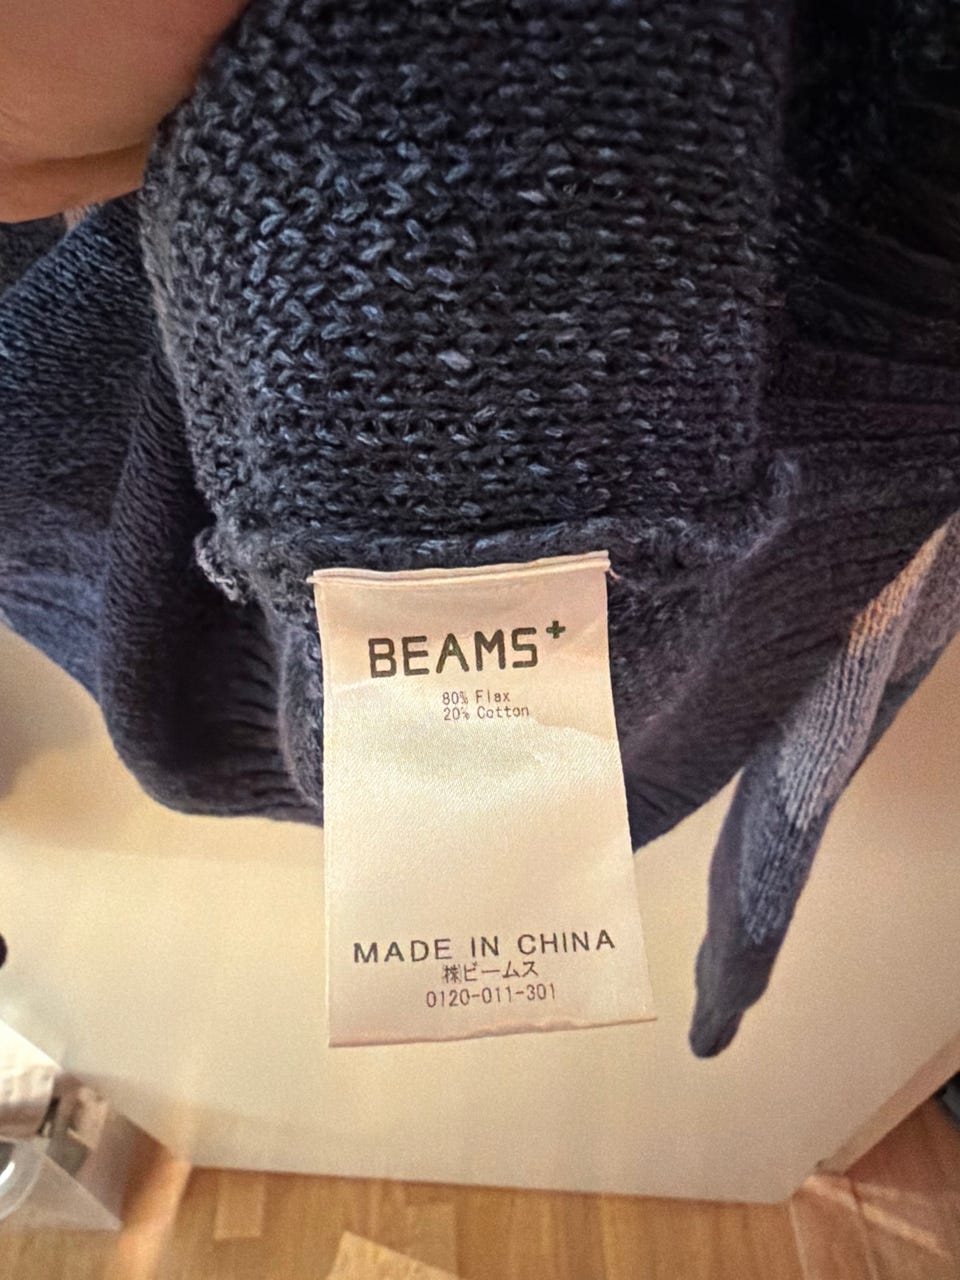 BEAMS+
80% Flax
20% Cotton
MADE IN CHINA
㈱ビームス
0120-011-301